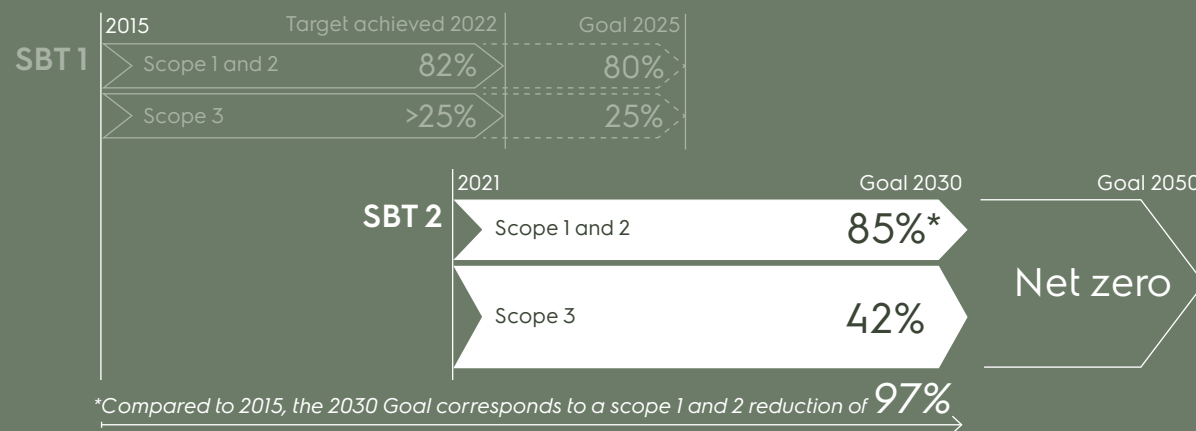 2015 Target achieved 2022 Goal 2025
SBT 1
Scope 1 and 2 82% 80%
Scope 3 >25% 25%
2021 Goal 2030 Goal 2050
SBT 2
Scope 1 and 2 85%*
Net zero
Scope 3 42%
*Compared to 2015, the 2030 Goal corresponds to a scope 1 and 2 reduction of 97%